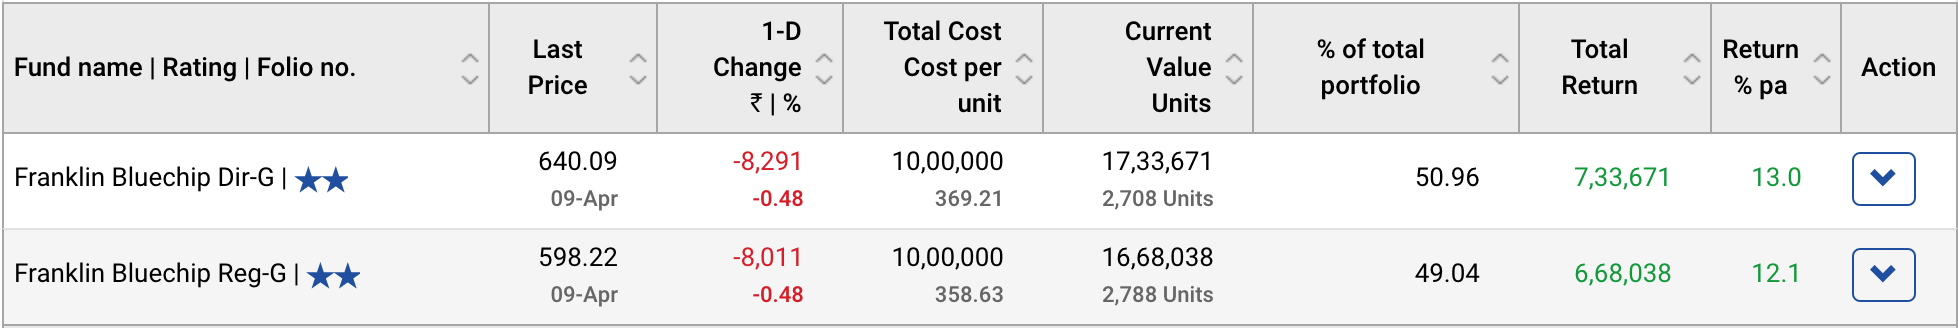 Fund name | Rating | Folio no.
Last
Price
1-D
Change
₹ | %
Total Cost
Cost per
unit
Current
Value
Units
% of total
portfolio
Total
Return
Return
% pa
Action
Franklin Bluechip Dir-G |
640.09
09-Apr
-8,291
-0.48
10,00,000
369.21
17,33,671
2,708 Units
50.96
7,33,671
13.0
Franklin Bluechip Reg-G |
598.22
09-Apr
-8,011
-0.48
10,00,000
358.63
16,68,038
2,788 Units
49.04
6,68,038
12.1